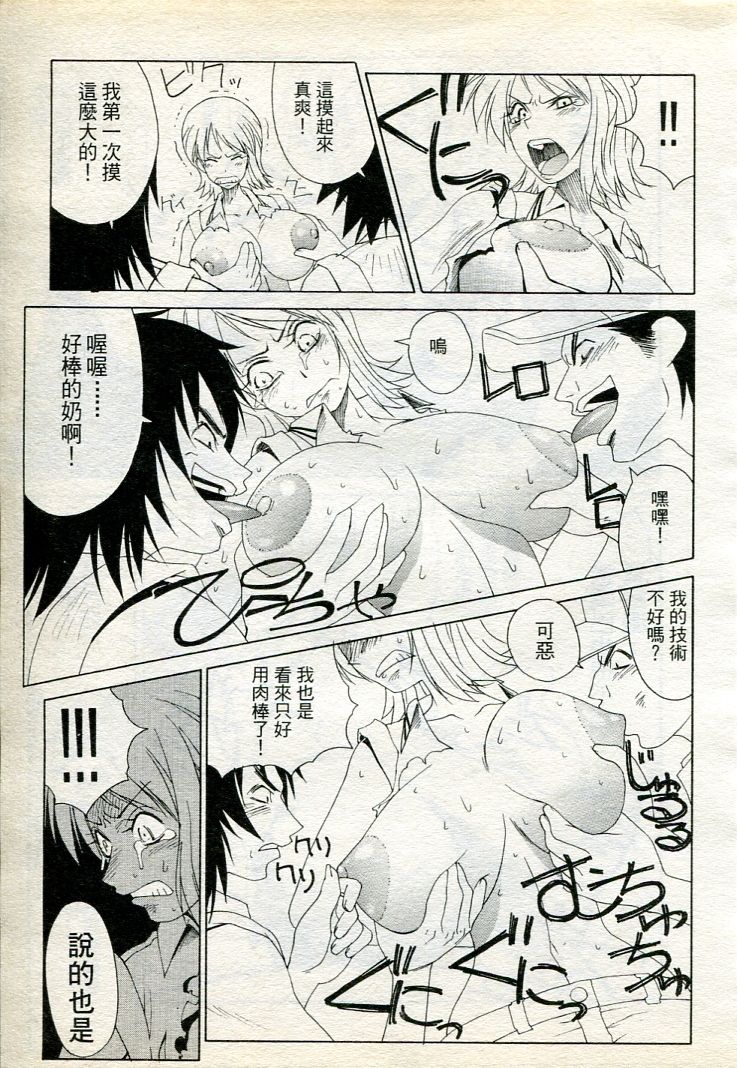 !!
這摸起來
真爽！
我第一次摸
這麼大的！
ぐにっ
ビクッ
グイ
グイ
嗚
嘿嘿！
レロ
レロ
喔喔……
好棒的奶啊！
ぴちゃ
我的技術
不好嗎？
可惡
我也是
看來只好
用肉棒了！
じゅるる
むちゅ
ちゅ
クリ
クリ
ぐにっ
ぐにっ
!!!
說的也是